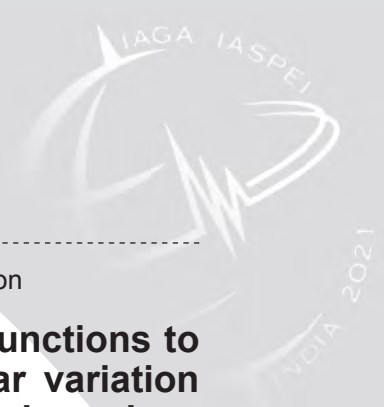 IAGA IASPEI
INDIA 2021
on
unctions to
ar variation